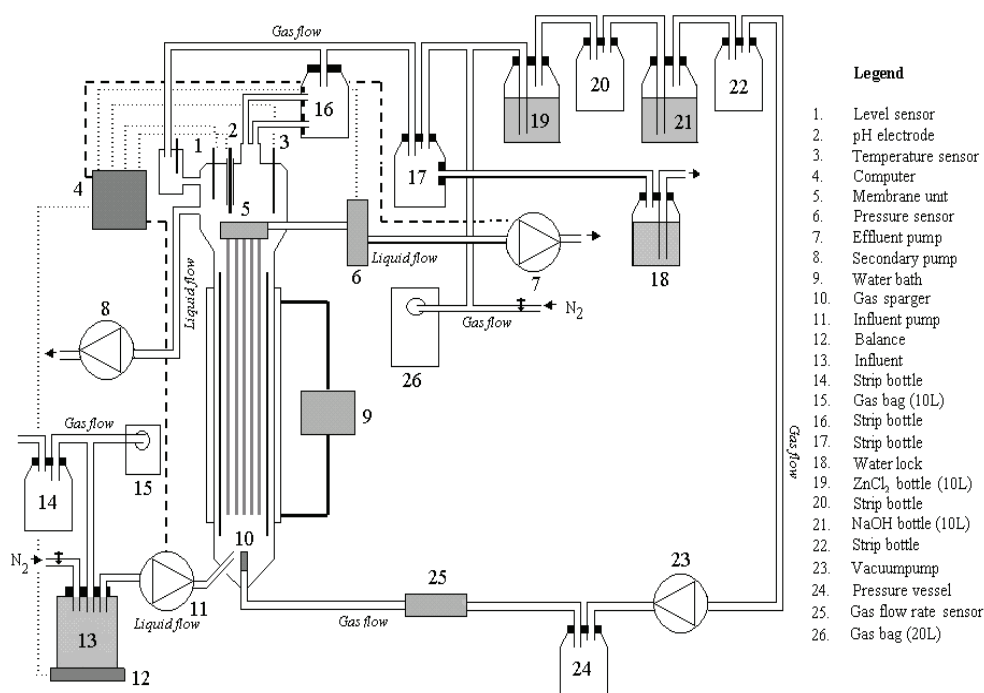 Gas flow
1
2
3
4
5
6
7
8
9
10
11
12
13
14
15
16
17
18
19
20
21
22
23
24
25
26
Liquid flow
Liquid flow
Gas flow
N2
Gas flow
N2
Liquid flow
Gas flow
Gas flow
Legend
1. Level sensor
2. pH electrode
3. Temperature sensor
4. Computer
5. Membrane unit
6. Pressure sensor
7. Effluent pump
8. Secondary pump
9. Water bath
10. Gas sparger
11. Influent pump
12. Balance
13. Influent
14. Strip bottle
15. Gas bag (10L)
16. Strip bottle
17. Strip bottle
18. Water lock
19. ZnCl2 bottle (10L)
20. Strip bottle
21. NaOH bottle (10L)
22. Strip bottle
23. Vacuumpump
24. Pressure vessel
25. Gas flow rate sensor
26. Gas bag (20L)